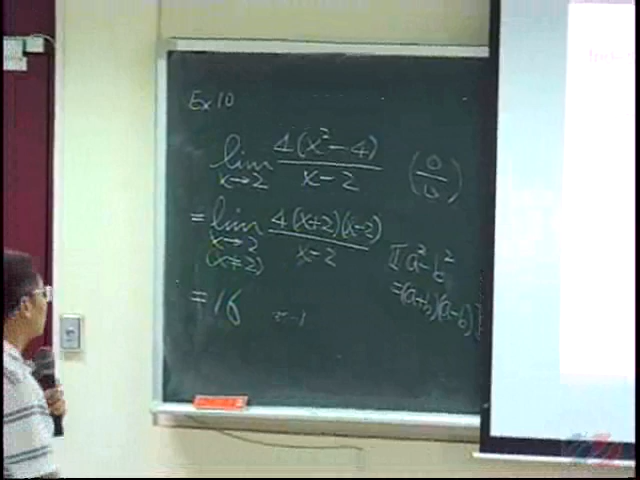 Ex 10
lim x→2 4(x²-4)/(x-2) (0/0)
= lim x→2 (x≠2) 4(x+2)(x-2)/(x-2)
[a²-b²
=(a+b)(a-b)]
= 16